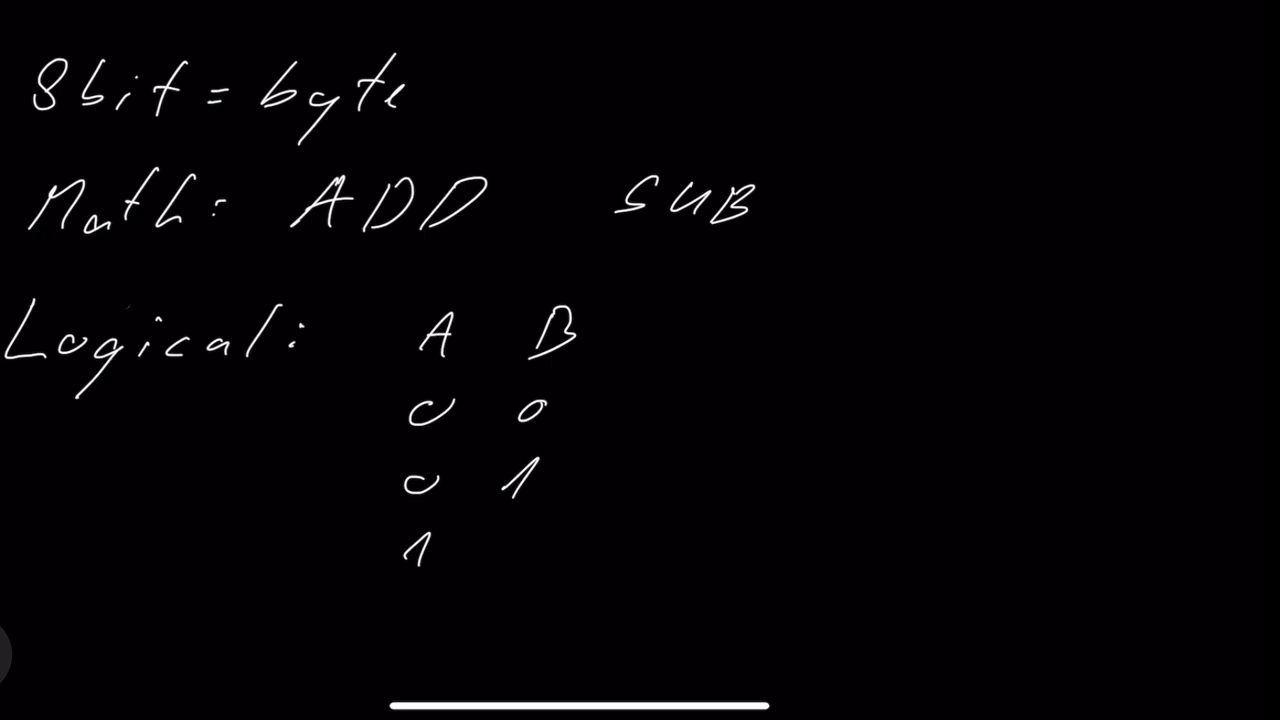 8bit = byte
Math: ADD SUB
Logical: A B
0 0
0 1
1